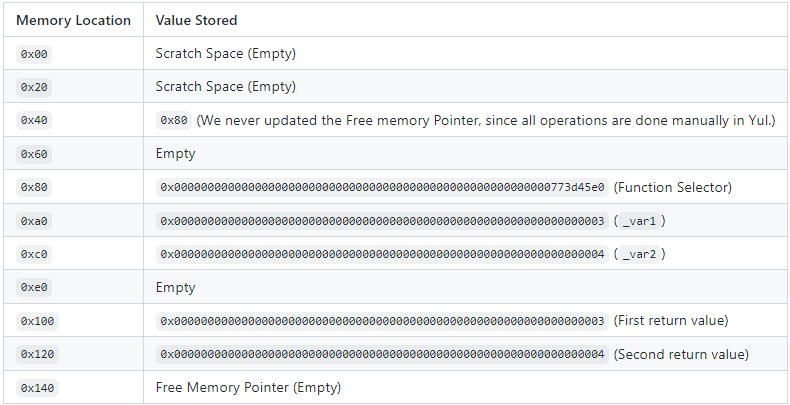 Memory Location Value Stored
0x00 Scratch Space (Empty)
0x20 Scratch Space (Empty)
0x40 0x80 (We never updated the Free memory Pointer, since all operations are done manually in Yul.)
0x60 Empty
0x80 0x00000000000000000000000000000000000000000000000000000000773d45e0 (Function Selector)
0xa0 0x0000000000000000000000000000000000000000000000000000000000000003 (_var1)
0xc0 0x0000000000000000000000000000000000000000000000000000000000000004 (_var2)
0xe0 Empty
0x100 0x0000000000000000000000000000000000000000000000000000000000000003 (First return value)
0x120 0x0000000000000000000000000000000000000000000000000000000000000004 (Second return value)
0x140 Free Memory Pointer (Empty)